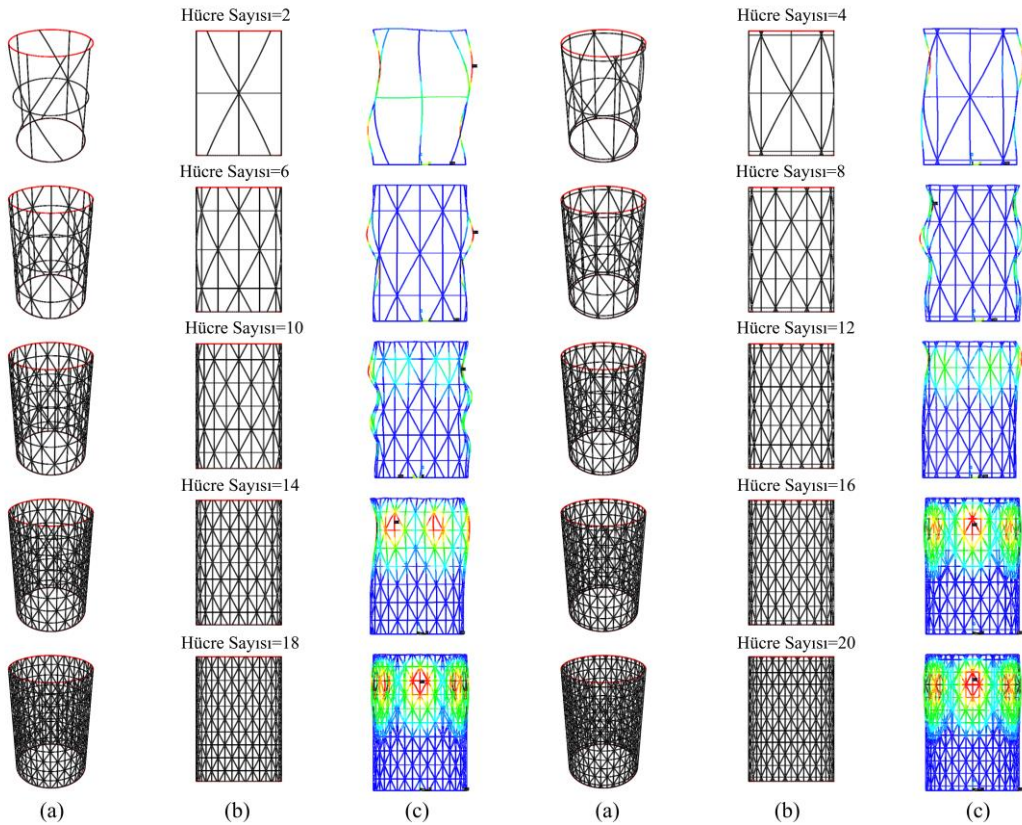 Hücre Sayısı=2
Hücre Sayısı=4
Hücre Sayısı=6
Hücre Sayısı=8
Hücre Sayısı=10
Hücre Sayısı=12
Hücre Sayısı=14
Hücre Sayısı=16
Hücre Sayısı=18
Hücre Sayısı=20
(a) (b) (c) (a) (b) (c)